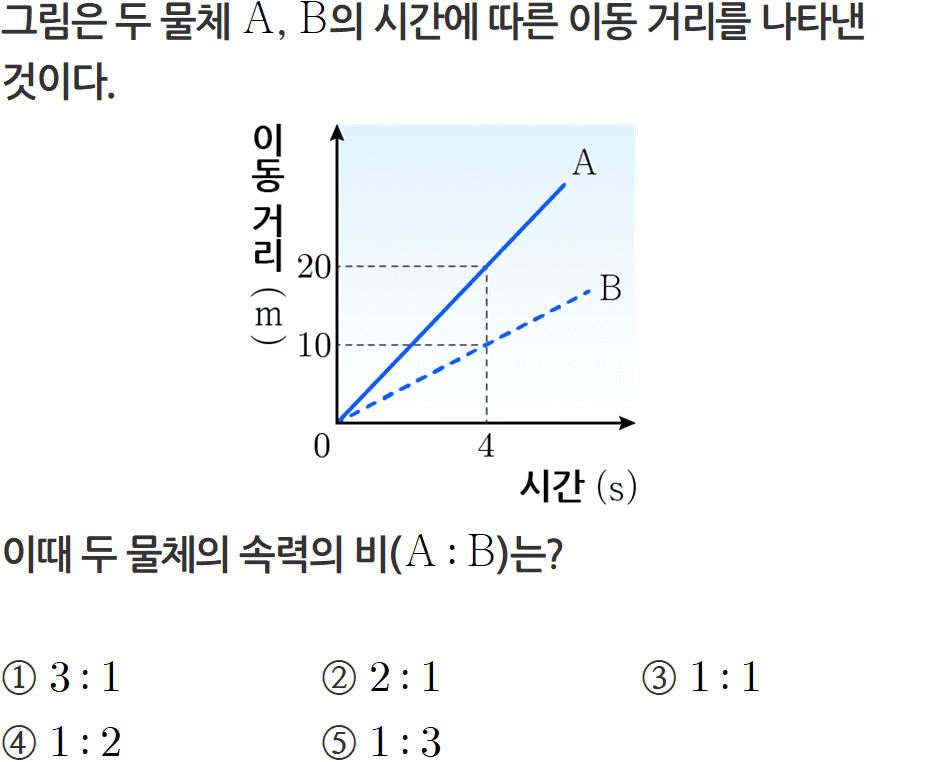 그림은 두 물체 A, B의 시간에 따른 이동 거리를 나타낸
것이다.
이동 거리 (m)
A
20
B
10
0
4
시간 (s)
이때 두 물체의 속력의 비(A : B)는?
① 3 : 1 ② 2 : 1 ③ 1 : 1
④ 1 : 2 ⑤ 1 : 3